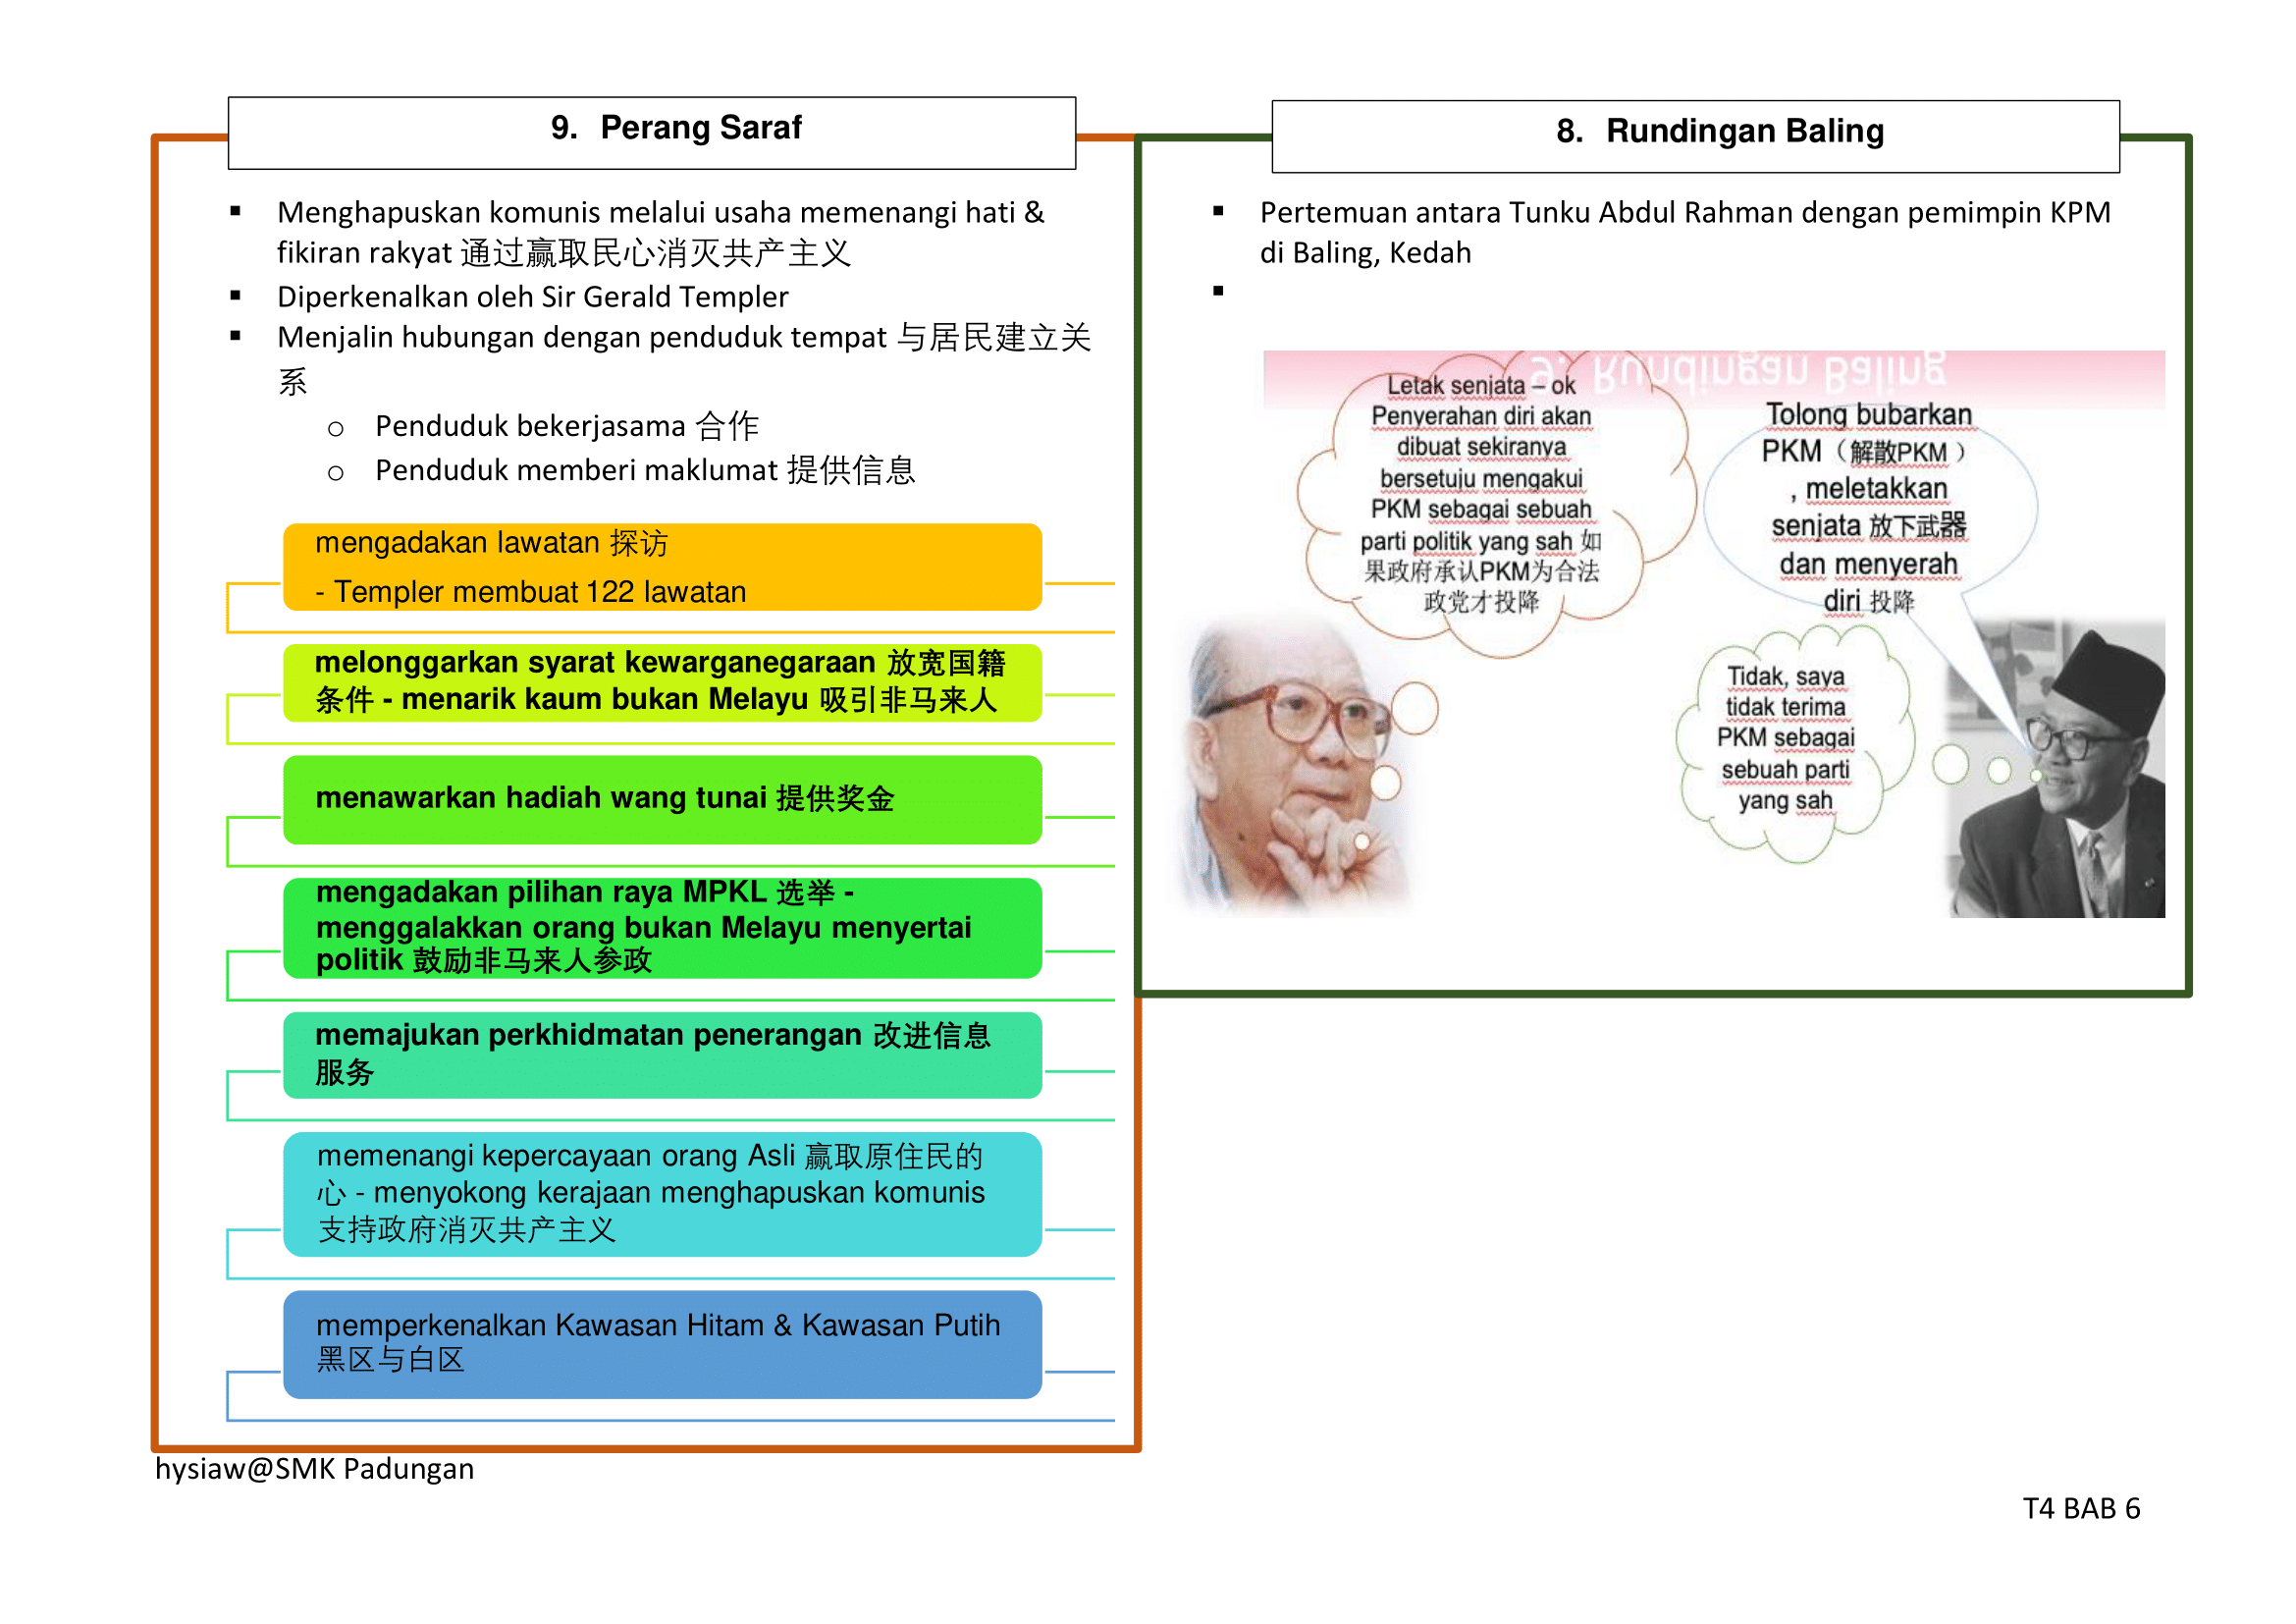 9. Perang Saraf
▪ Menghapuskan komunis melalui usaha memenangi hati &
fikiran rakyat 通过赢取民心消灭共产主义
▪ Diperkenalkan oleh Sir Gerald Templer
▪ Menjalin hubungan dengan penduduk tempat 与居民建立关
系
o Penduduk bekerjasama 合作
o Penduduk memberi maklumat 提供信息
mengadakan lawatan 探访
- Templer membuat 122 lawatan
melonggarkan syarat kewarganegaraan 放宽国籍
条件 - menarik kaum bukan Melayu 吸引非马来人
menawarkan hadiah wang tunai 提供奖金
mengadakan pilihan raya MPKL 选举 -
menggalakkan orang bukan Melayu menyertai
politik 鼓励非马来人参政
memajukan perkhidmatan penerangan 改进信息
服务
memenangi kepercayaan orang Asli 赢取原住民的
心 - menyokong kerajaan menghapuskan komunis
支持政府消灭共产主义
memperkenalkan Kawasan Hitam & Kawasan Putih
黑区与白区
8. Rundingan Baling
▪ Pertemuan antara Tunku Abdul Rahman dengan pemimpin KPM
di Baling, Kedah
▪
9. Rundingan Baling
Letak senjata – ok
Penyerahan diri akan
dibuat sekiranya
bersetuju mengakui
PKM sebagai sebuah
parti politik yang sah 如
果政府承认PKM为合法
政党才投降
Tolong bubarkan
PKM（解散PKM ）
, meletakkan
senjata 放下武器
dan menyerah
diri 投降
Tidak, saya
tidak terima
PKM sebagai
sebuah parti
yang sah
hysiaw@SMK Padungan
T4 BAB 6